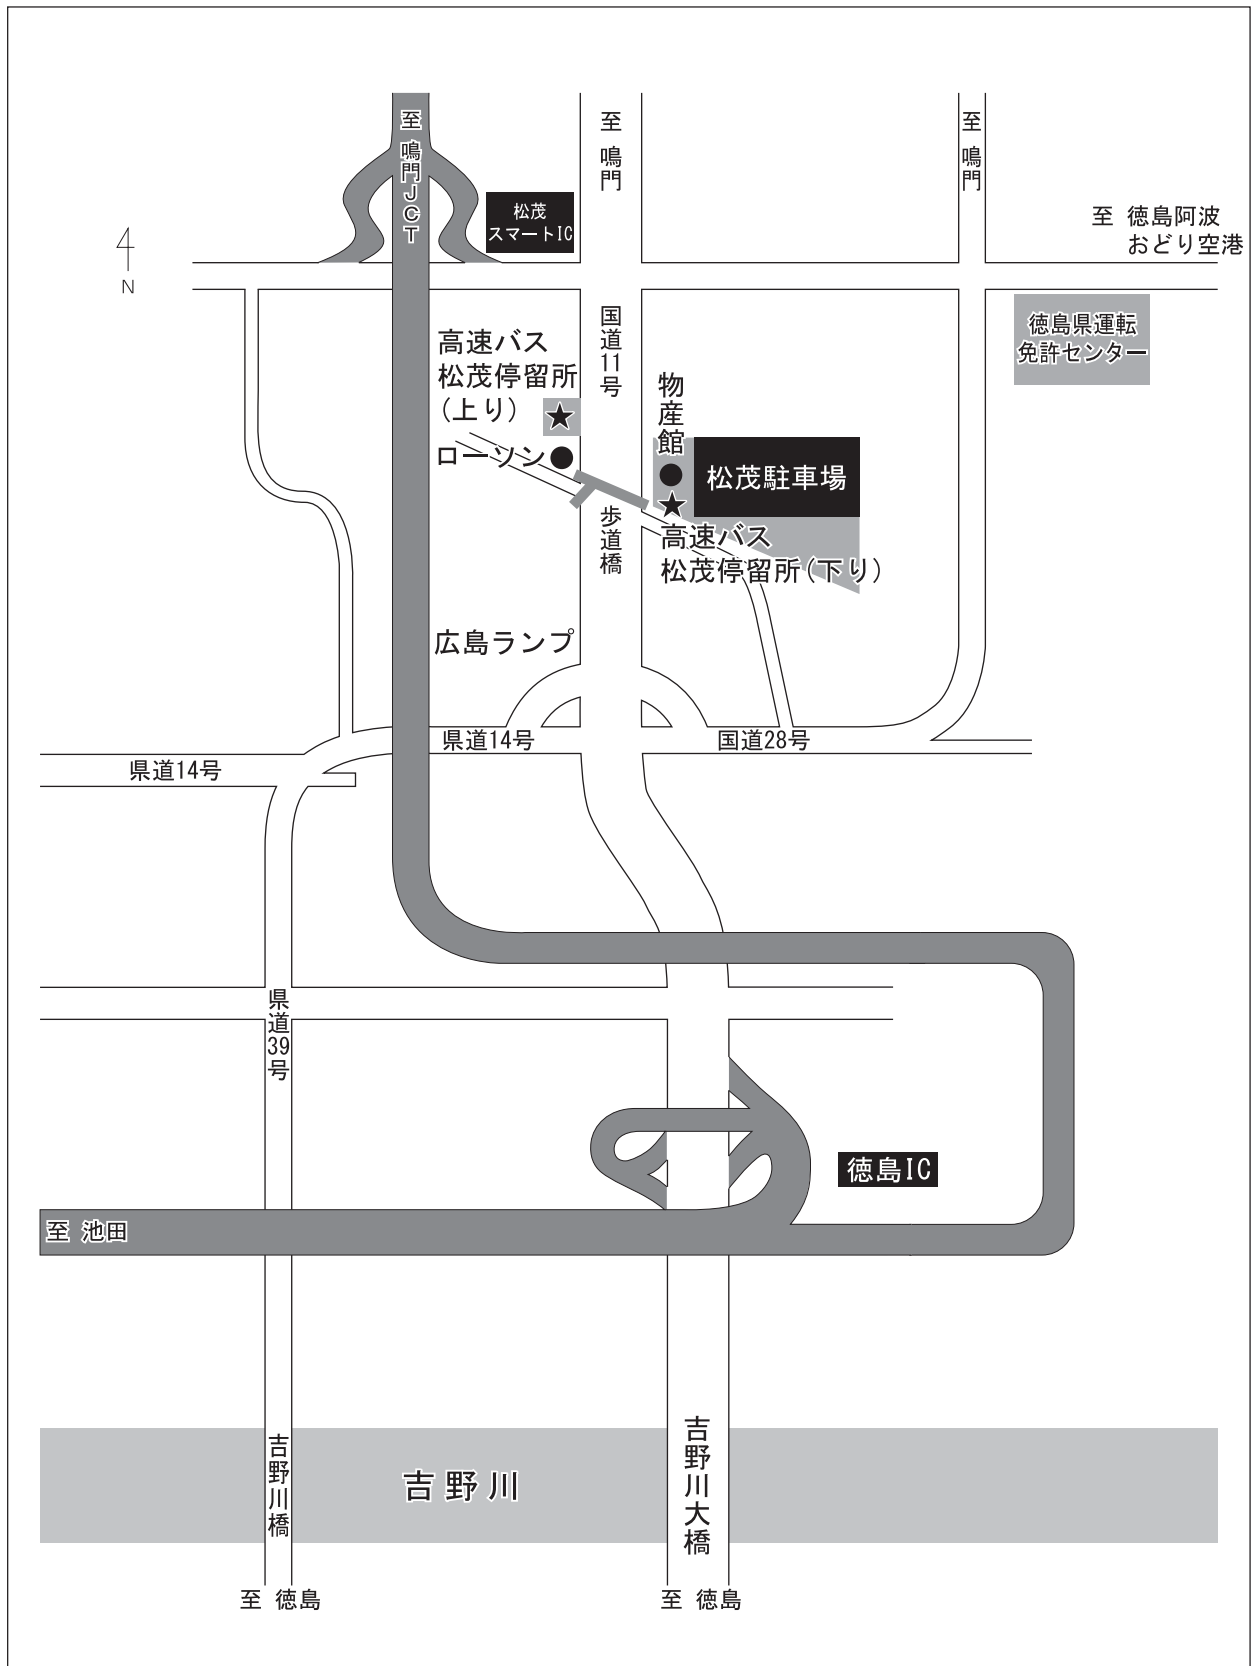 至 鳴門JCT
至 鳴門
至 鳴門
松茂
スマートIC
至 徳島阿波
おどり空港
N
徳島県運転
免許センター
国道11号
高速バス
松茂停留所
(上り)
物産館
ローソン
松茂駐車場
歩道橋
高速バス
松茂停留所(下り)
広島ランプ
県道14号
国道28号
県道14号
県道39号
徳島IC
至 池田
吉野川橋
吉野川
吉野川大橋
至 徳島
至 徳島